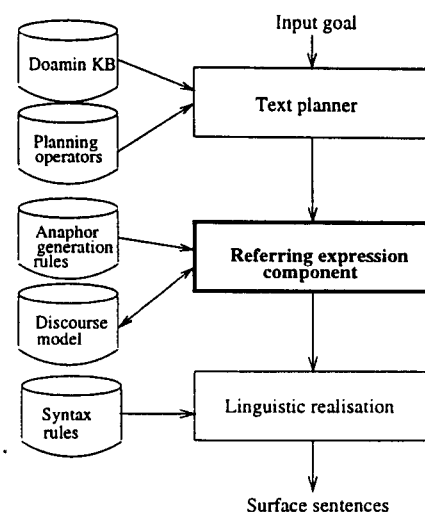 Input goal
Doamin KB
Text planner
Planning
operators
Anaphor
generation
rules
Referring expression
component
Discourse
model
Linguistic realisation
Syntax
rules
Surface sentences